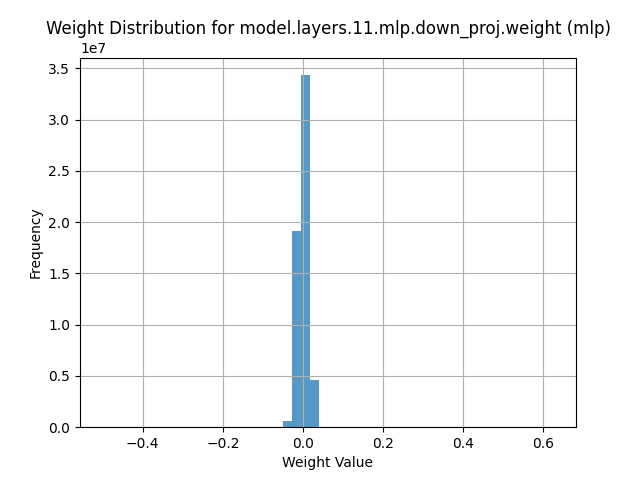 Weight Distribution for model.layers.11.mlp.down_proj.weight (mlp)
1e7
3.5
3.0
2.5
2.0
1.5
1.0
0.5
0.0
Frequency
−0.4 −0.2 0.0 0.2 0.4 0.6
Weight Value